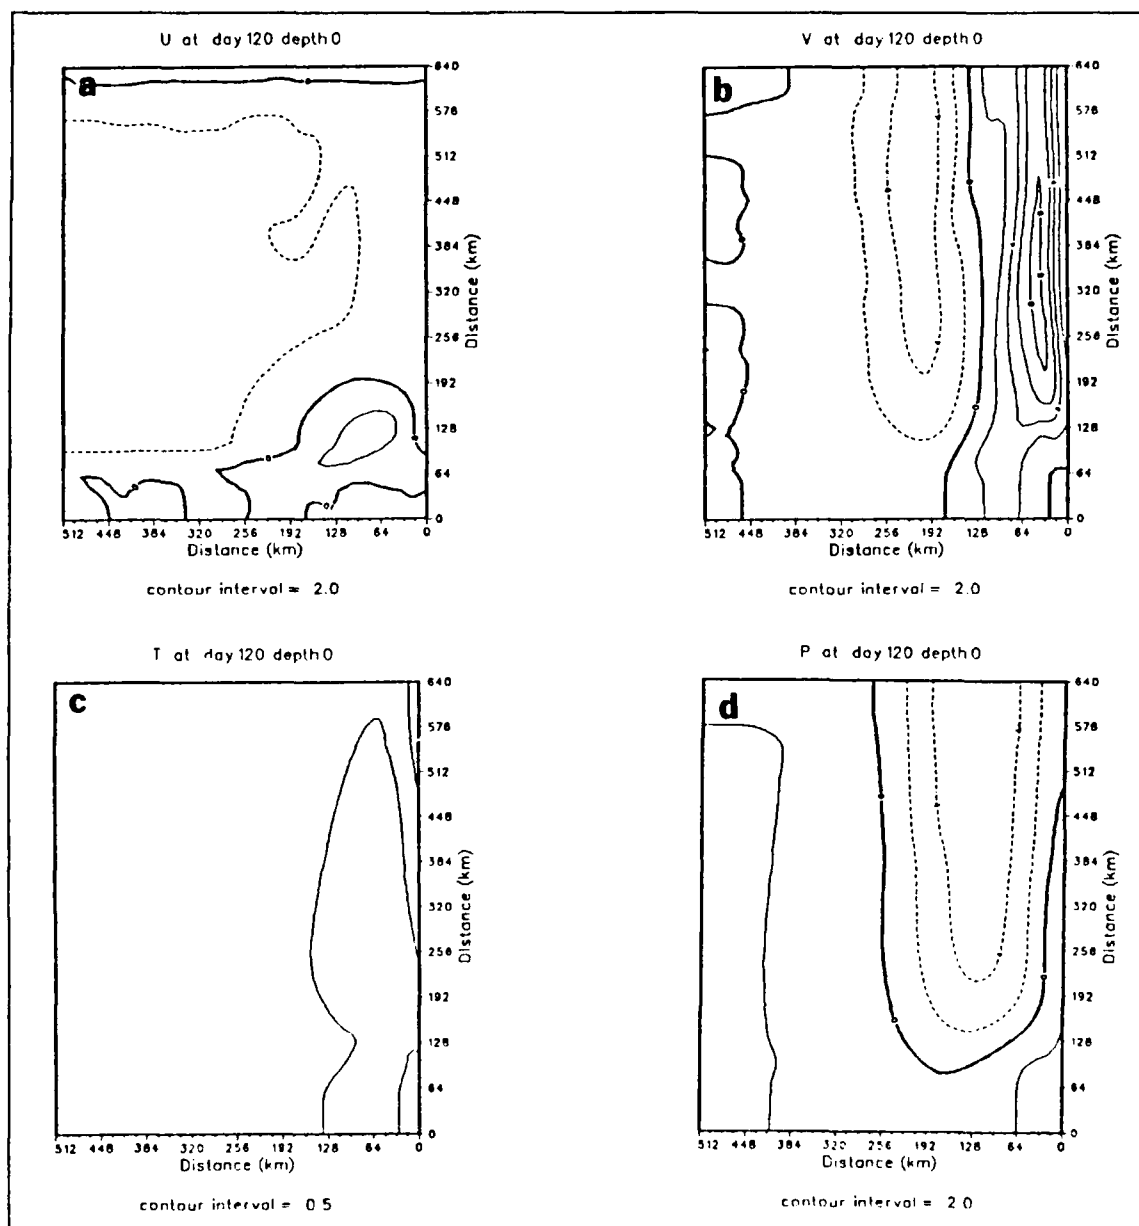 U at day 120 depth 0
a
640
576
512
448
384
320
256
192
128
64
0
Distance (km)
512 448 384 320 256 192 128 64 0
Distance (km)
contour interval = 2.0
V at day 120 depth 0
b
640
576
512
448
384
320
256
192
128
64
0
Distance (km)
512 448 384 320 256 192 128 64 0
Distance (km)
contour interval = 2.0
T at day 120 depth 0
c
640
576
512
448
384
320
256
192
128
64
0
Distance (km)
512 448 384 320 256 192 128 64 0
Distance (km)
contour interval = 0.5
P at day 120 depth 0
d
640
576
512
448
384
320
256
192
128
64
0
Distance (km)
512 448 384 320 256 192 128 64 0
Distance (km)
contour interval = 2.0